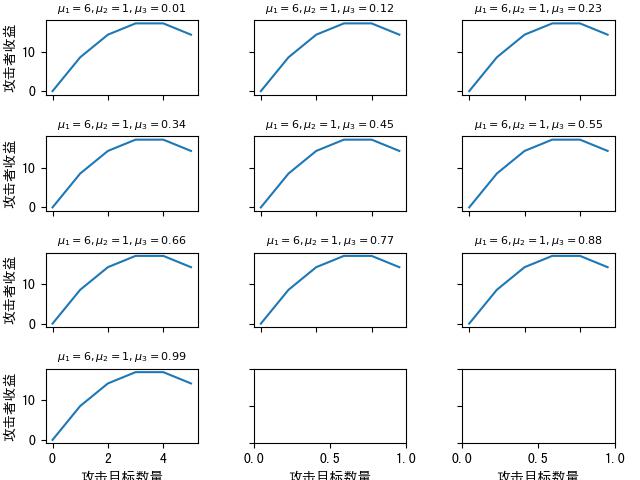 μ₁ = 6, μ₂ = 1, μ₃ = 0.01
μ₁ = 6, μ₂ = 1, μ₃ = 0.12
μ₁ = 6, μ₂ = 1, μ₃ = 0.23
攻击者收益
10
0
μ₁ = 6, μ₂ = 1, μ₃ = 0.34
μ₁ = 6, μ₂ = 1, μ₃ = 0.45
μ₁ = 6, μ₂ = 1, μ₃ = 0.55
攻击者收益
10
0
μ₁ = 6, μ₂ = 1, μ₃ = 0.66
μ₁ = 6, μ₂ = 1, μ₃ = 0.77
μ₁ = 6, μ₂ = 1, μ₃ = 0.88
攻击者收益
10
0
μ₁ = 6, μ₂ = 1, μ₃ = 0.99
攻击者收益
10
0
0 2 4
0.0 0.5 1.0
0.0 0.5 1.0
攻击目标数量
攻击目标数量
攻击目标数量